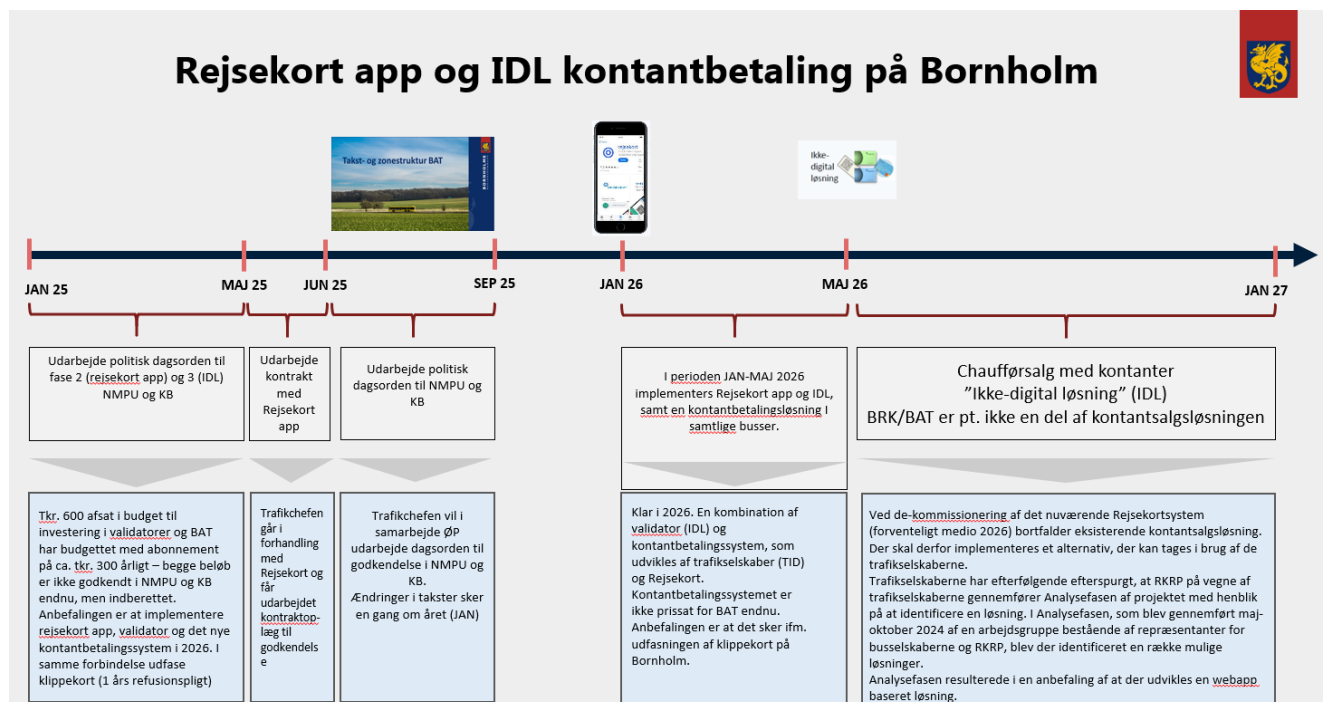 Rejsekort app og IDL kontantbetaling på Bornholm
Takst- og zonestruktur BAT
BORNHOLMS
rejsekort
Ikke-
digital
løsning
JAN 25
MAJ 25
JUN 25
SEP 25
JAN 26
MAJ 26
JAN 27
Udarbejde politisk dagsorden til
fase 2 (rejsekort app) og 3 (IDL)
NMPU og KB
Udarbejde
kontrakt
med
Rejsekort
app
Udarbejde politisk
dagsorden til NMPU og
KB
I perioden JAN-MAJ 2026
implementers Rejsekort app og IDL,
samt en kontantbetalingsløsning I
samtlige busser.
Chaufførsalg med kontanter
”Ikke-digital løsning” (IDL)
BRK/BAT er pt. ikke en del af kontantsalgsløsningen
Tkr. 600 afsat i budget til
investering i validatorer og BAT
har budgettet med abonnement
på ca. tkr. 300 årligt – begge beløb
er ikke godkendt i NMPU og KB
endnu, men indberettet.
Anbefalingen er at implementere
rejsekort app, validator og det nye
kontantbetalingssystem i 2026. I
samme forbindelse udfase
klippekort (1 års refusionspligt)
Trafikchefen
går i
forhandling
med
Rejsekort og
får
udarbejdet
kontraktop-
læg til
godkendels
e
Trafikchefen vil i
samarbejde ØP
udarbejde dagsorden til
godkendelse i NMPU og
KB.
Ændringer i takster sker
en gang om året (JAN)
Klar i 2026. En kombination af
validator (IDL) og
kontantbetalingssystem, som
udvikles af trafikselskaber (TID)
og Rejsekort.
Kontantbetalingssystemet er
ikke prissat for BAT endnu.
Anbefalingen er at det sker ifm.
udfasningen af klippekort på
Bornholm.
Ved de-kommissionering af det nuværende Rejsekortsystem
(forventeligt medio 2026) bortfalder eksisterende kontantsalgsløsning.
Der skal derfor implementeres et alternativ, der kan tages i brug af de
trafikselskaberne.
Trafikselskaberne har efterfølgende efterspurgt, at RKRP på vegne af
trafikselskaberne gennemfører Analysefasen af projektet med henblik
på at identificere en løsning. I Analysefasen, som blev gennemført maj-
oktober 2024 af en arbejdsgruppe bestående af repræsentanter for
busselskaberne og RKRP, blev der identificeret en række mulige
løsninger.
Analysefasen resulterede i en anbefaling af at der udvikles en webapp
baseret løsning.